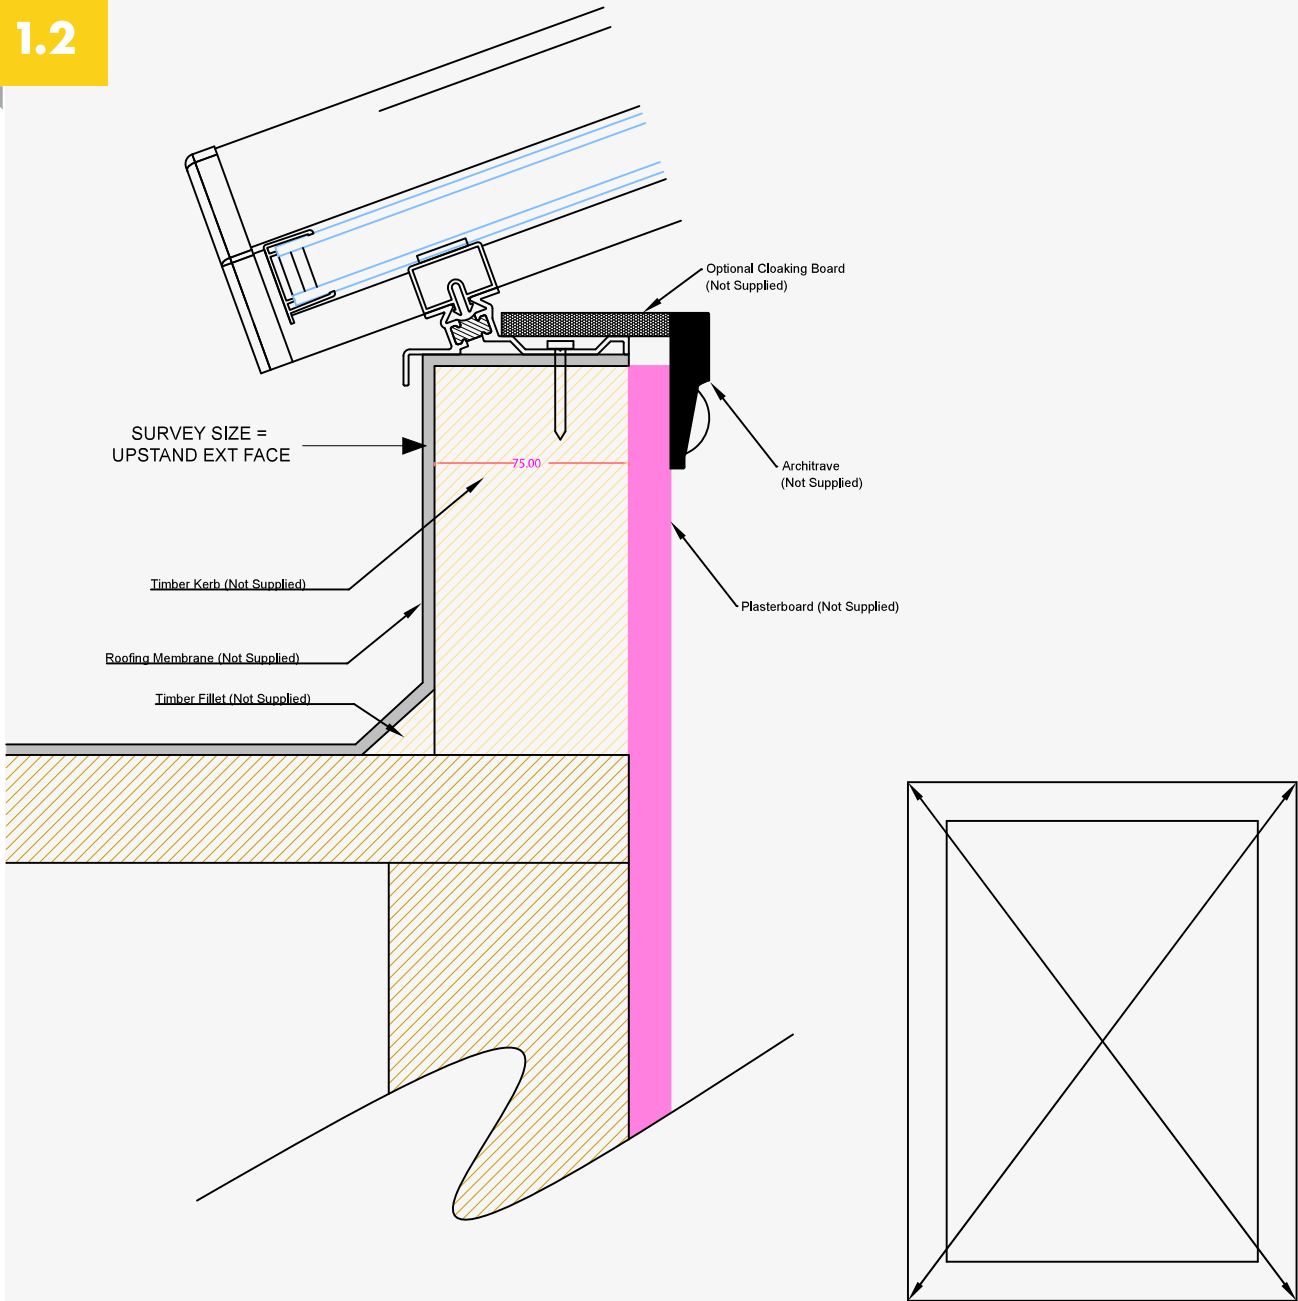 1.2
Optional Cloaking Board
(Not Supplied)
SURVEY SIZE =
UPSTAND EXT FACE
75.00
Architrave
(Not Supplied)
Timber Kerb (Not Supplied)
Plasterboard (Not Supplied)
Roofing Membrane (Not Supplied)
Timber Fillet (Not Supplied)